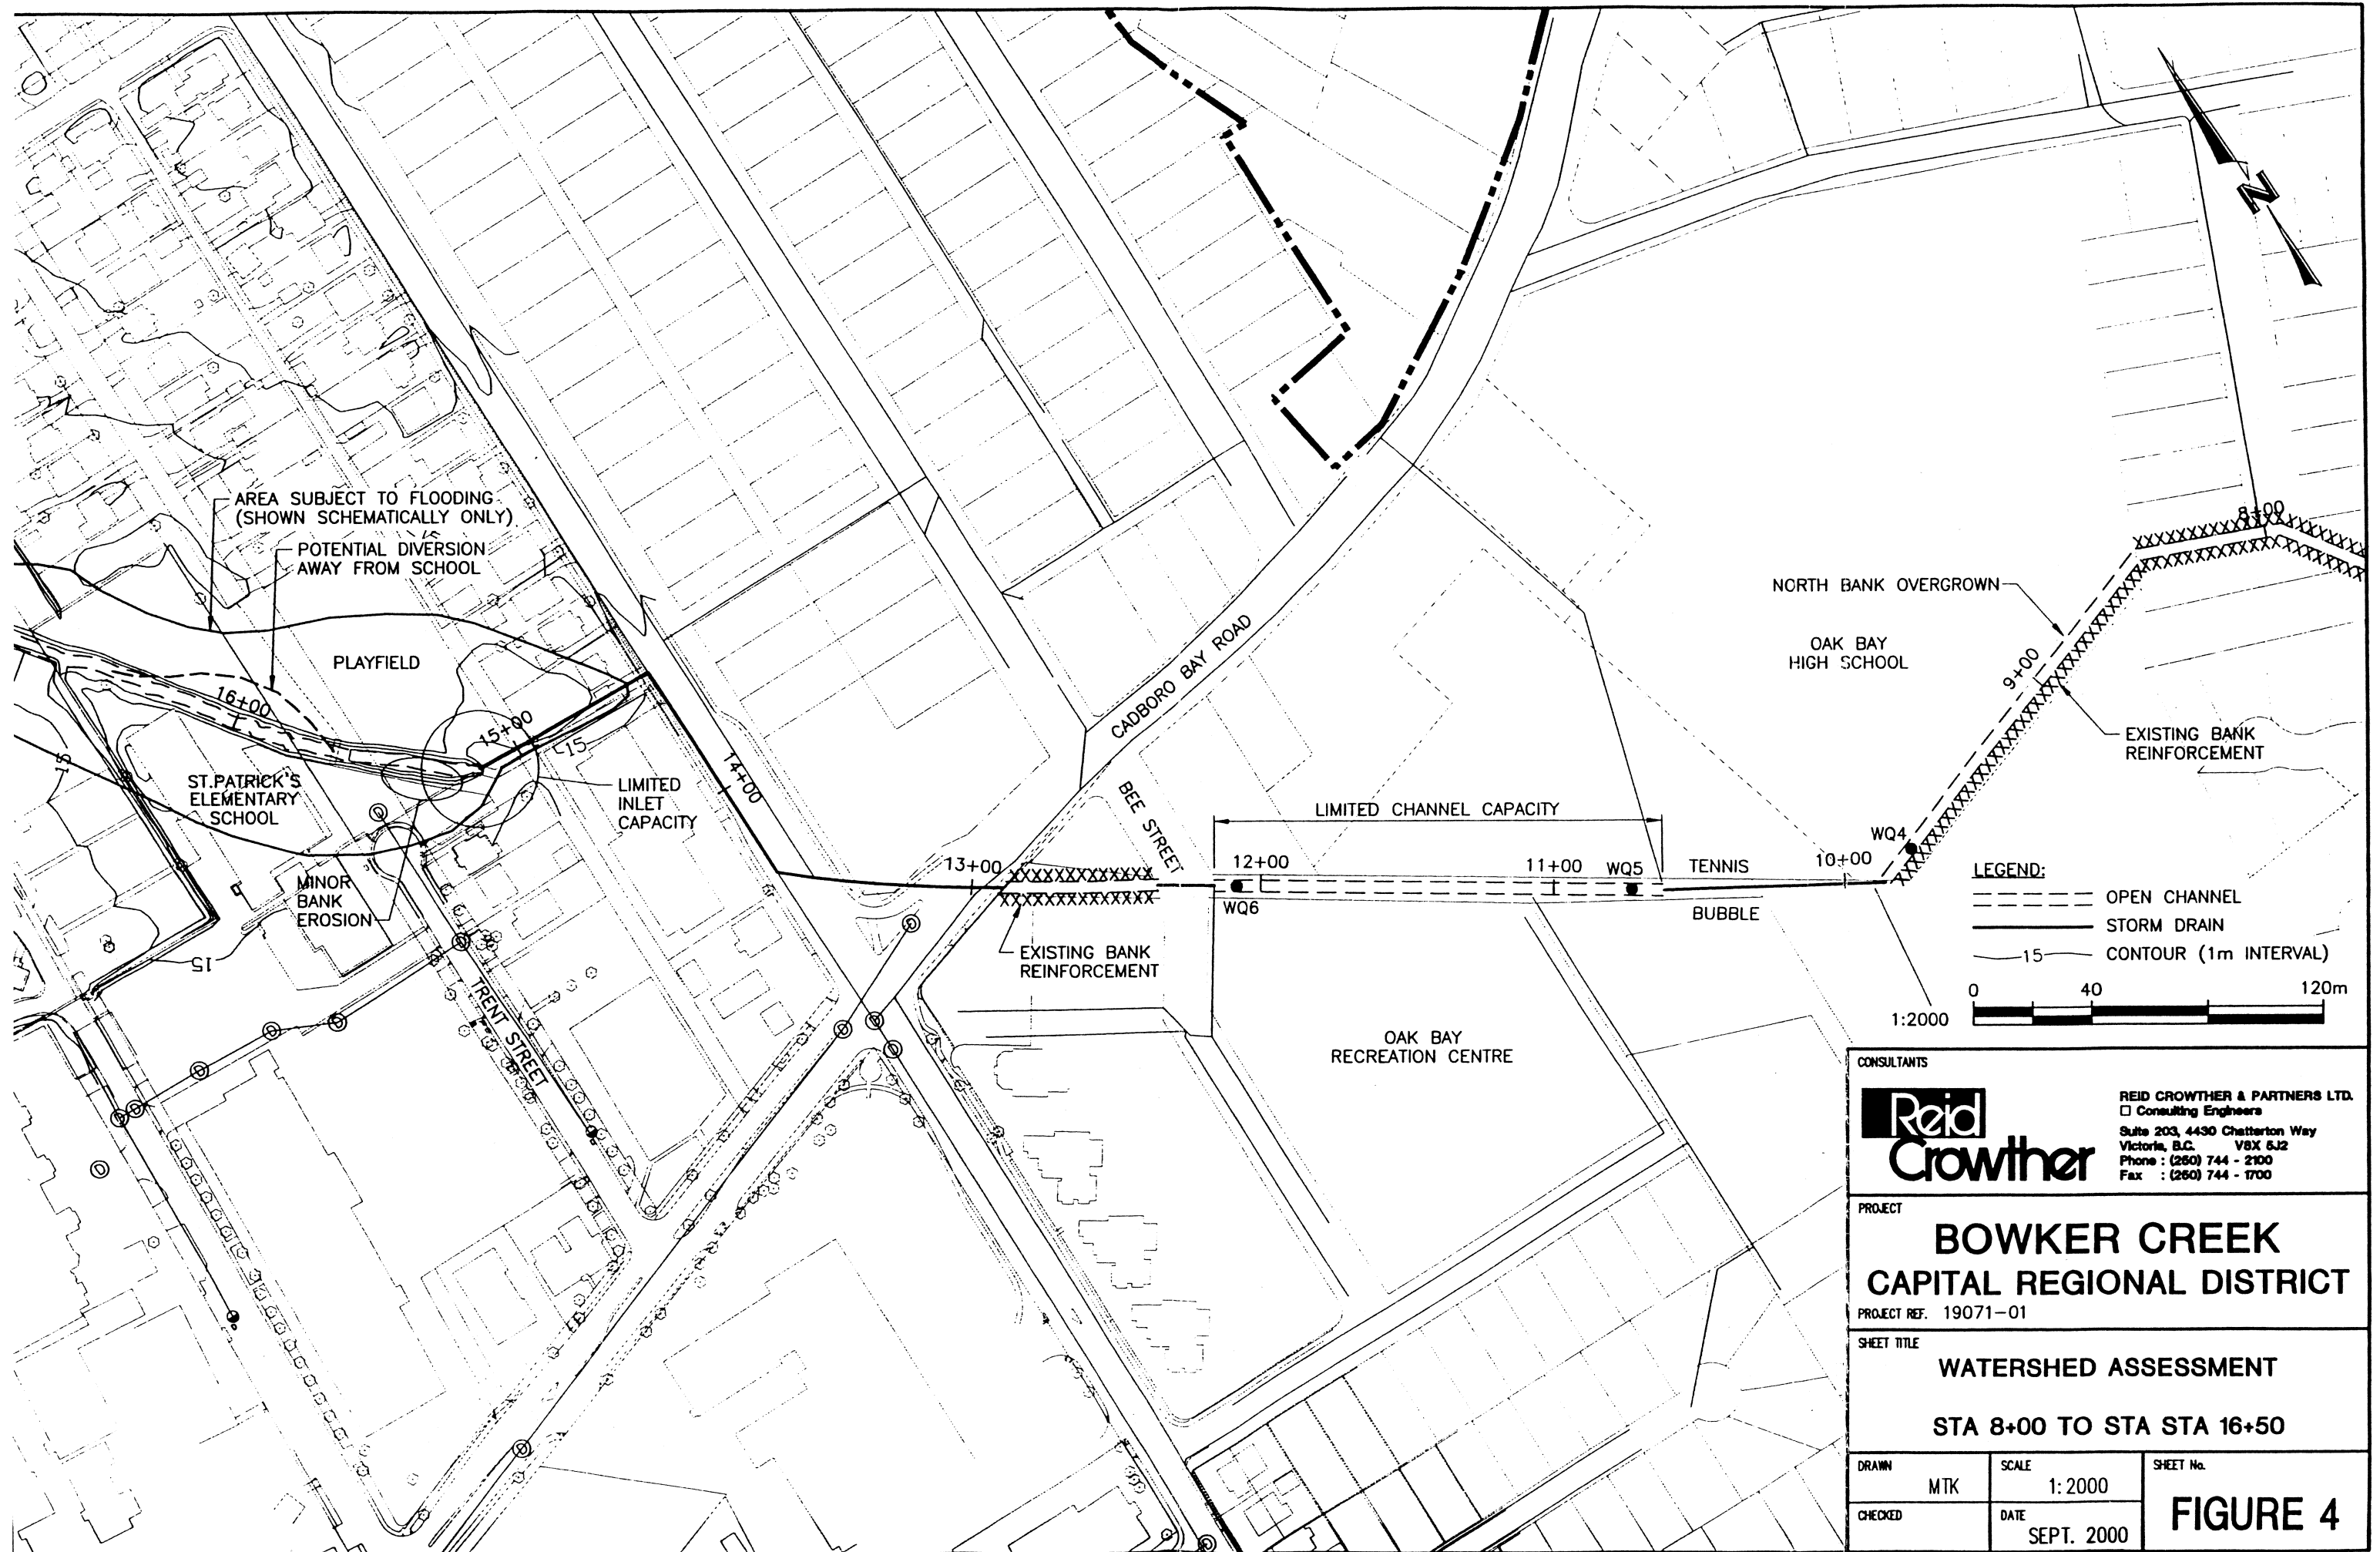 AREA SUBJECT TO FLOODING
(SHOWN SCHEMATICALLY ONLY)
POTENTIAL DIVERSION
AWAY FROM SCHOOL
PLAYFIELD
16+00
15+00
15
15
15
ST.PATRICK'S
ELEMENTARY
SCHOOL
LIMITED
INLET
CAPACITY
MINOR
BANK
EROSION
TRENT STREET
14+00
13+00
CADBORO BAY ROAD
BEE STREET
EXISTING BANK
REINFORCEMENT
LIMITED CHANNEL CAPACITY
12+00
WQ6
11+00
WQ5
TENNIS
BUBBLE
10+00
WQ4
OAK BAY
RECREATION CENTRE
NORTH BANK OVERGROWN
OAK BAY
HIGH SCHOOL
9+00
8+00
EXISTING BANK
REINFORCEMENT
N
LEGEND:
OPEN CHANNEL
STORM DRAIN
15 CONTOUR (1m INTERVAL)
0 40 120m
1:2000
CONSULTANTS
Reid
Crowther
REID CROWTHER & PARTNERS LTD.
Consulting Engineers
Suite 203, 4430 Chatterton Way
Victoria, B.C. V8X 5J2
Phone : (250) 744 - 2100
Fax : (250) 744 - 1700
PROJECT
BOWKER CREEK
CAPITAL REGIONAL DISTRICT
PROJECT REF. 19071-01
SHEET TITLE
WATERSHED ASSESSMENT
STA 8+00 TO STA STA 16+50
DRAWN
MTK
SCALE
1:2000
SHEET No.
FIGURE 4
CHECKED
DATE
SEPT. 2000